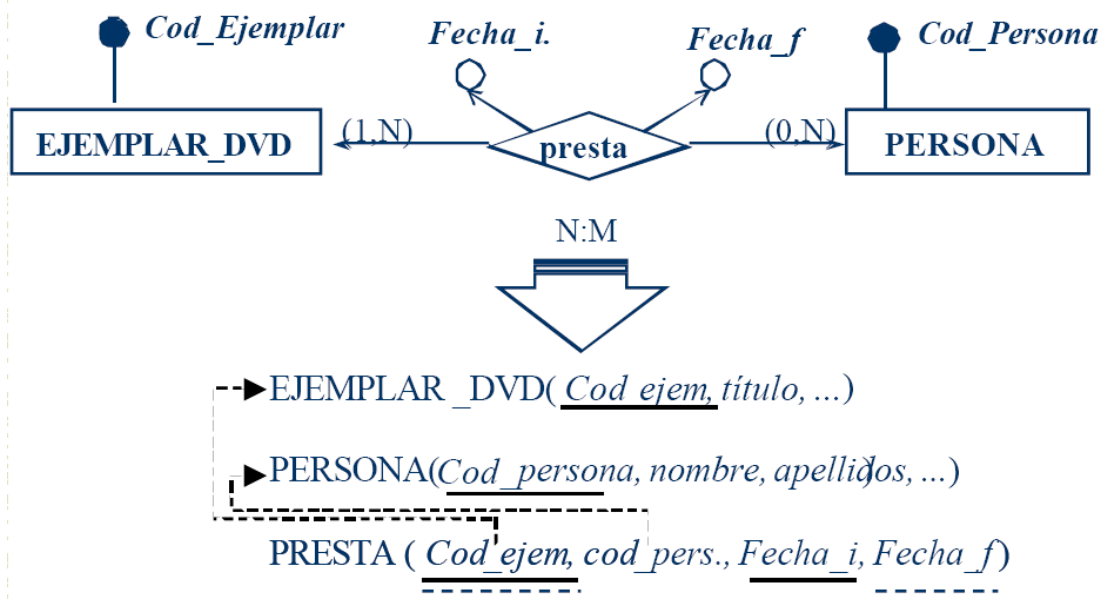 Cod_Ejemplar Fecha_i. Fecha_f Cod_Persona
EJEMPLAR_DVD (1,N) presta (0,N) PERSONA
N:M
EJEMPLAR _DVD( Cod_ejem, título, ...)
PERSONA(Cod_persona, nombre, apellidos, ...)
PRESTA ( Cod_ejem, cod_pers., Fecha_i, Fecha_f)